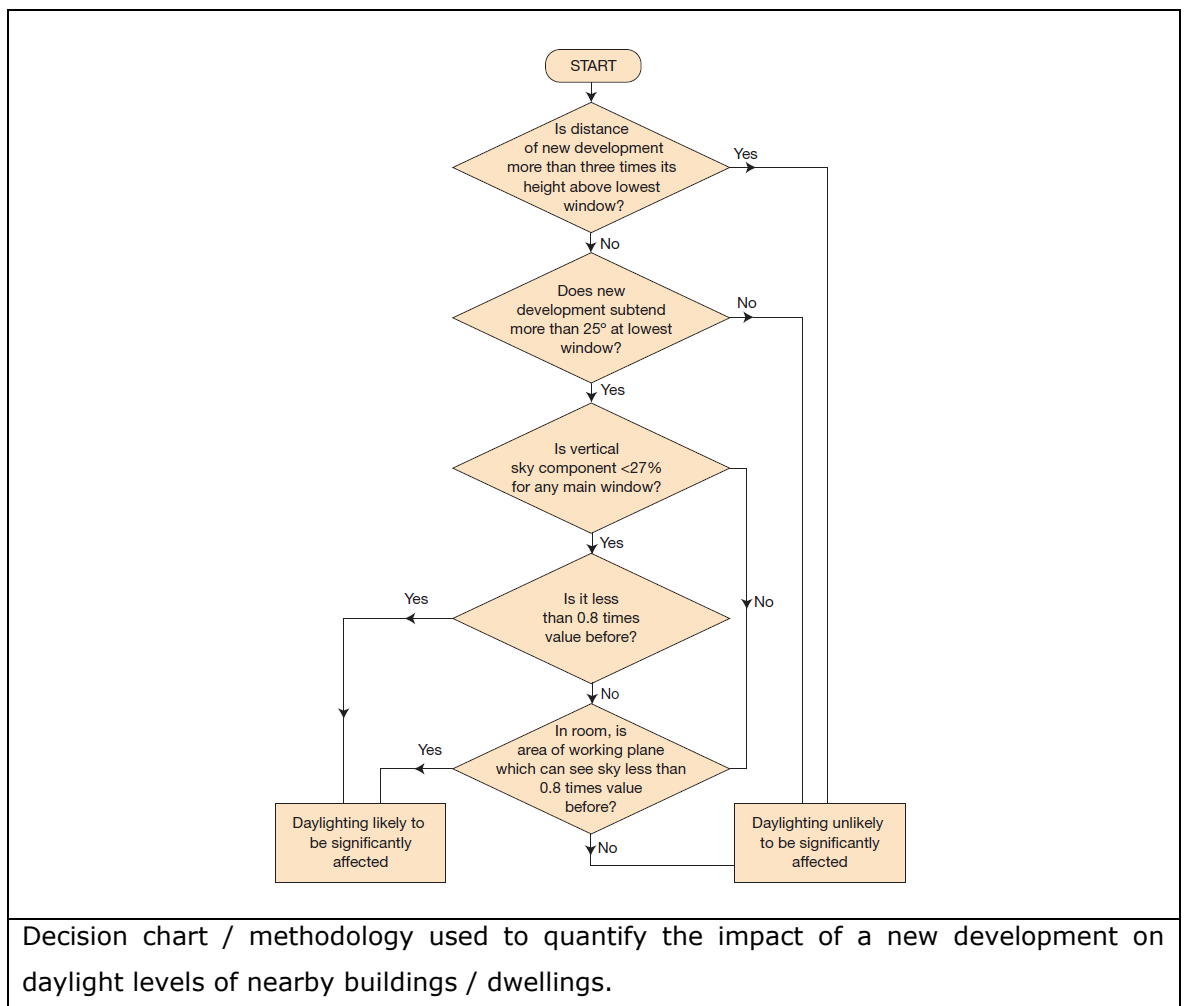 START
Is distance
of new development
more than three times its
height above lowest
window?
Yes
No
Does new
development subtend
more than 25º at lowest
window?
No
Yes
Is vertical
sky component <27%
for any main window?
Yes
No
Is it less
than 0.8 times
value before?
Yes
No
In room, is
area of working plane
which can see sky less than
0.8 times value
before?
Yes
No
Daylighting likely to
be significantly
affected
Daylighting unlikely
to be significantly
affected
Decision chart / methodology used to quantify the impact of a new development on
daylight levels of nearby buildings / dwellings.